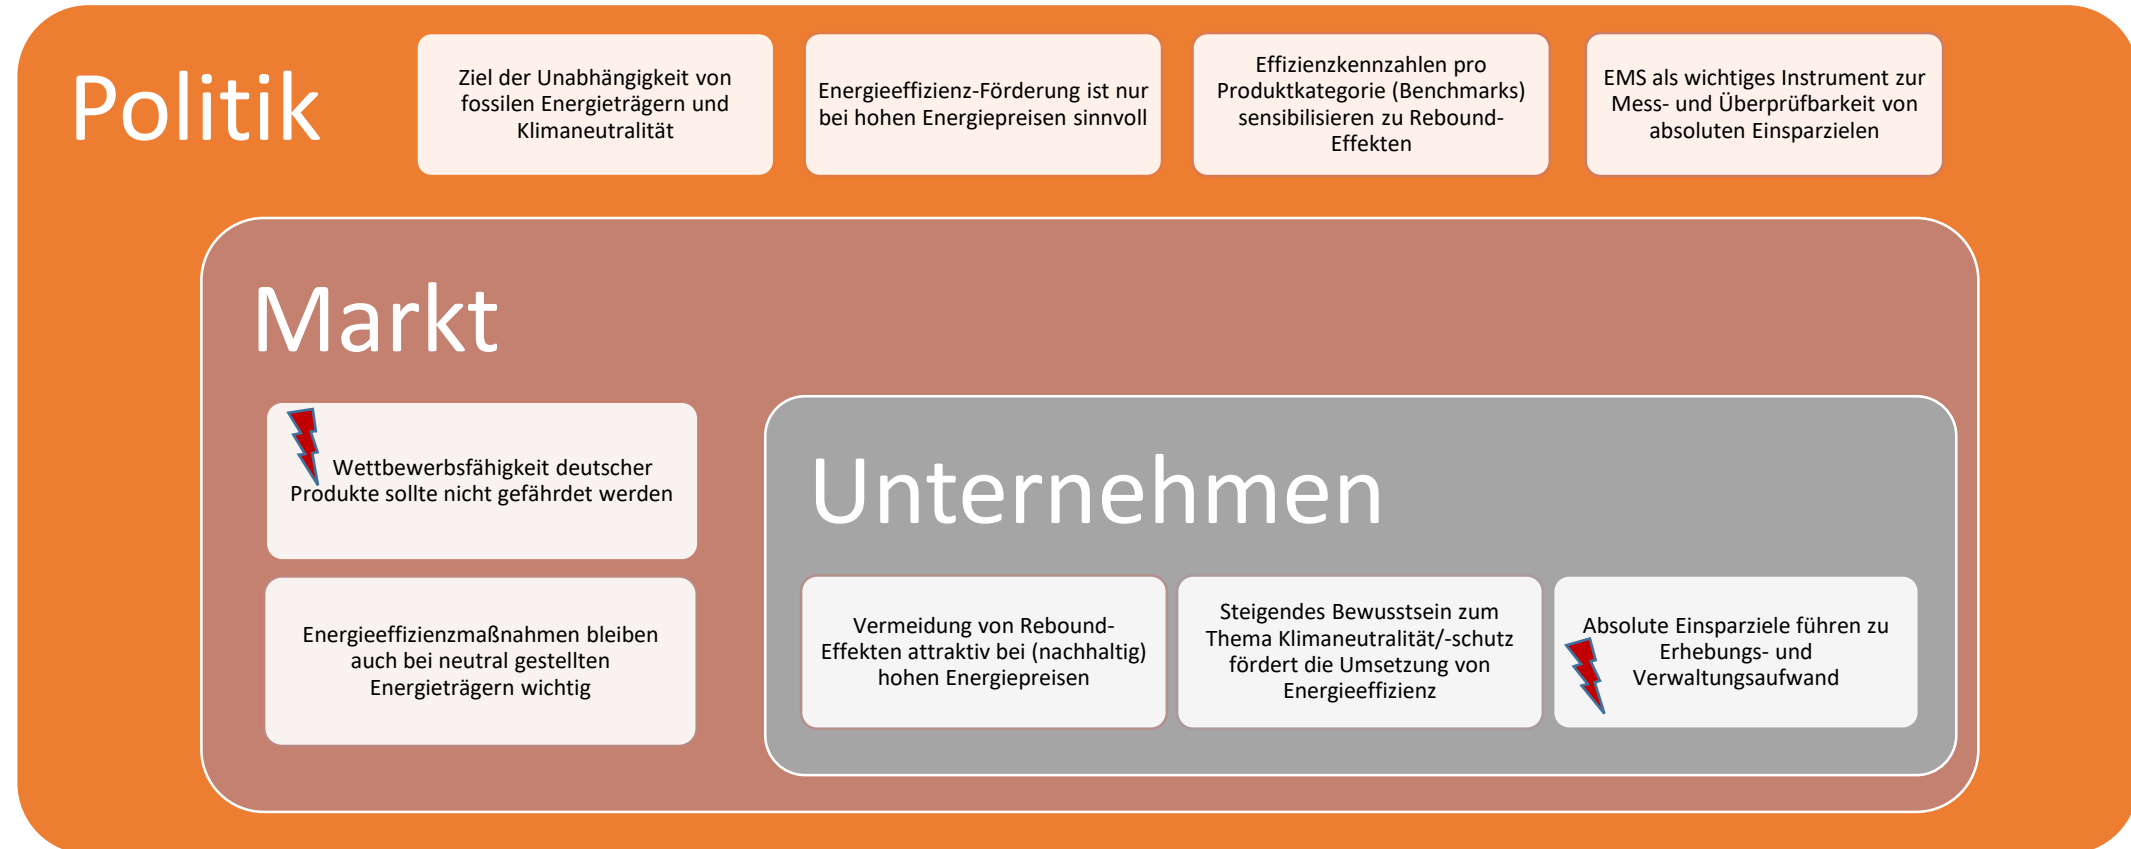 Politik
Ziel der Unabhängigkeit von
fossilen Energieträgern und
Klimaneutralität
Energieeffizienz-Förderung ist nur
bei hohen Energiepreisen sinnvoll
Effizienzkennzahlen pro
Produktkategorie (Benchmarks)
sensibilisieren zu Rebound-
Effekten
EMS als wichtiges Instrument zur
Mess- und Überprüfbarkeit von
absoluten Einsparzielen
Markt
Wettbewerbsfähigkeit deutscher
Produkte sollte nicht gefährdet werden
Energieeffizienzmaßnahmen bleiben
auch bei neutral gestellten
Energieträgern wichtig
Unternehmen
Vermeidung von Rebound-
Effekten attraktiv bei (nachhaltig)
hohen Energiepreisen
Steigendes Bewusstsein zum
Thema Klimaneutralität/-schutz
fördert die Umsetzung von
Energieeffizienz
Absolute Einsparziele führen zu
Erhebungs- und
Verwaltungsaufwand